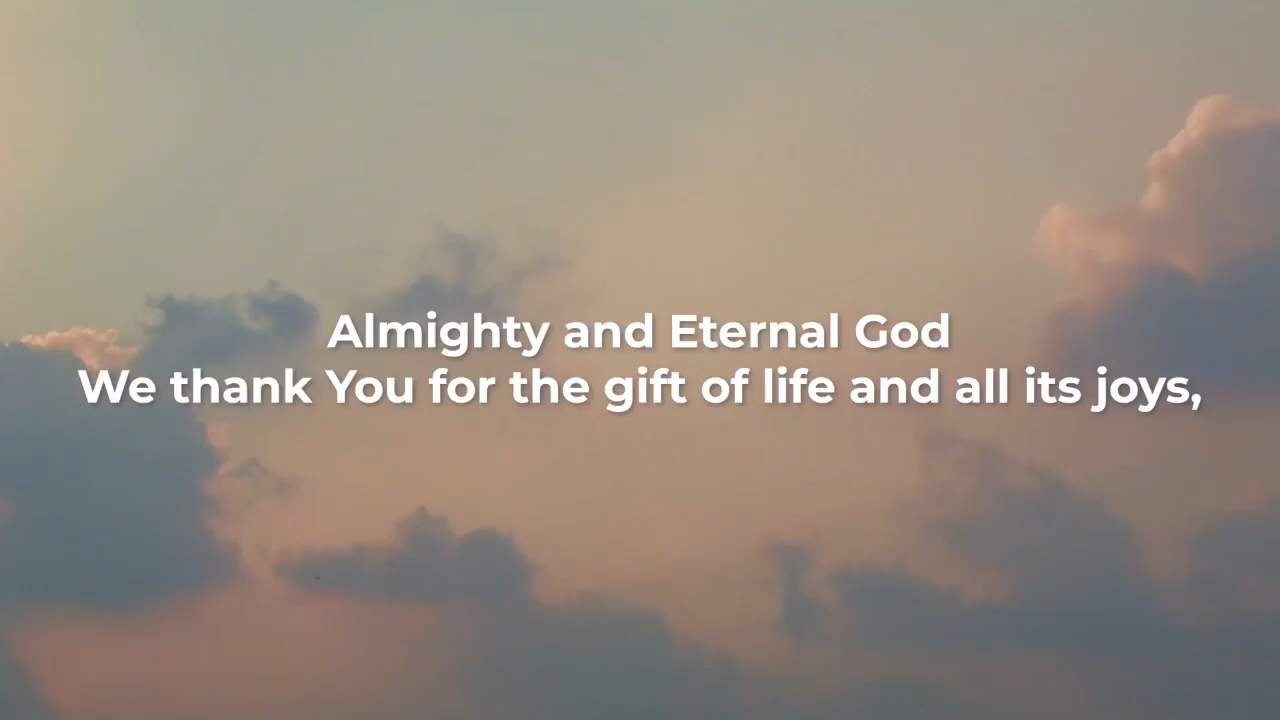 Almighty and Eternal God
We thank You for the gift of life and all its joys,